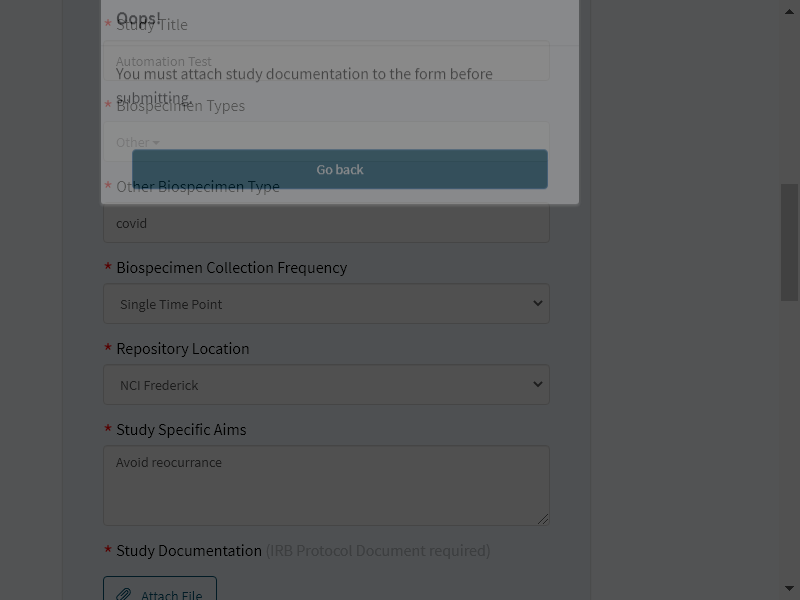 Oops!
* Study Title
Automation Test
You must attach study documentation to the form before
submitting.
* Biospecimen Types
Other
Go back
* Other Biospecimen Type
covid
* Biospecimen Collection Frequency
Single Time Point
* Repository Location
NCI Frederick
* Study Specific Aims
Avoid reocurrance
* Study Documentation (IRB Protocol Document required)
Attach File